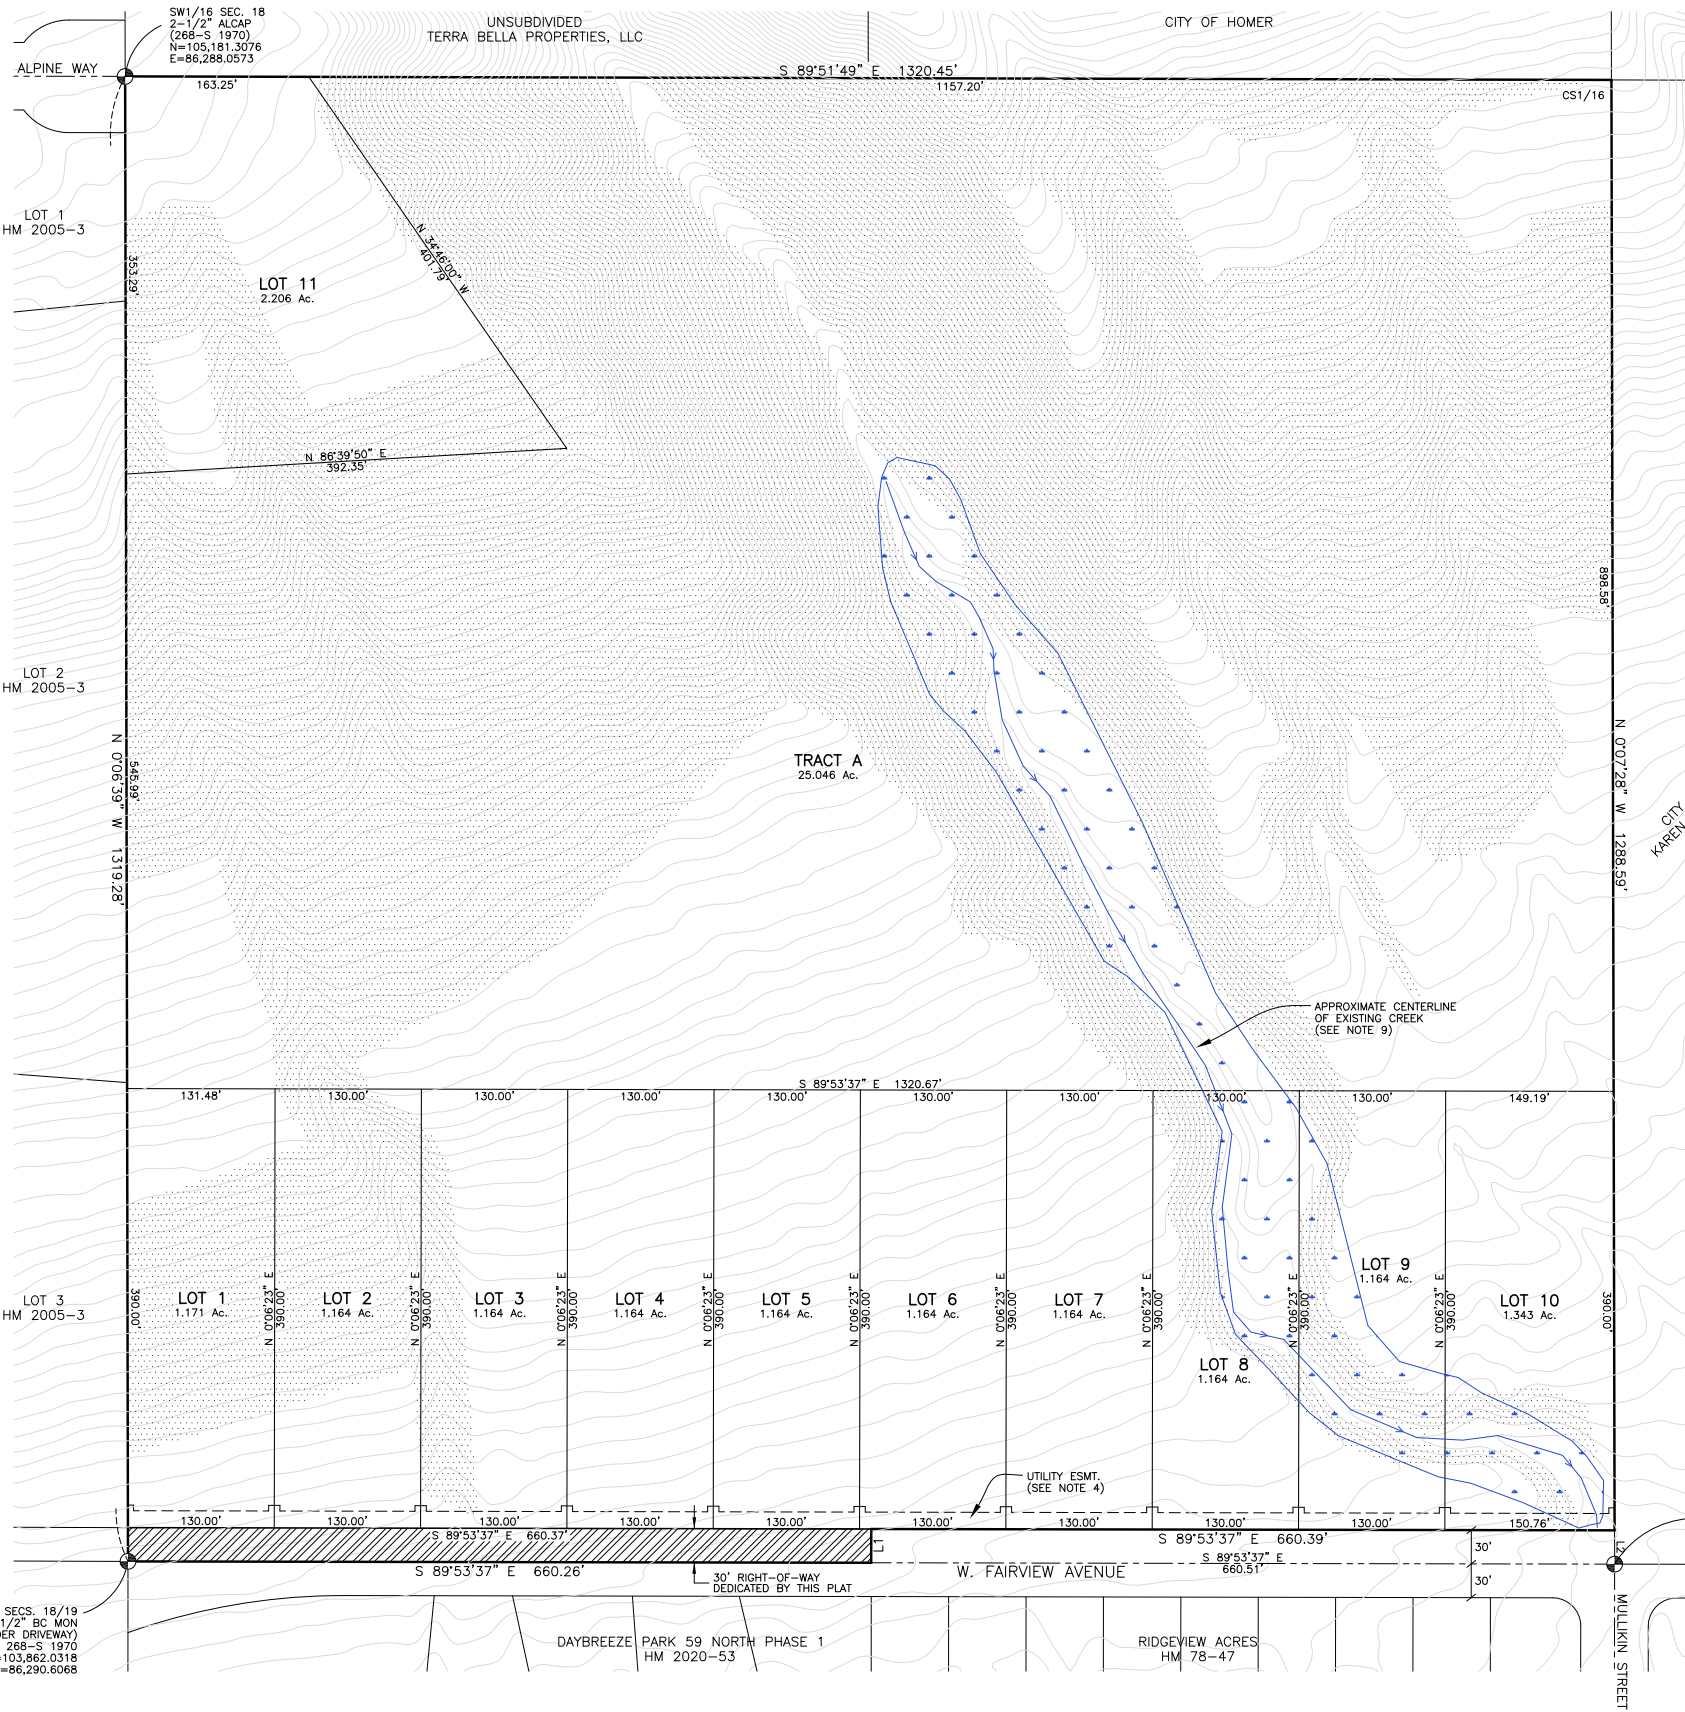 SW1/16 SEC. 18
2-1/2" ALCAP
(268-S 1970)
N=105,181.3076
E=86,288.0573
UNSUBDIVIDED
TERRA BELLA PROPERTIES, LLC
CITY OF HOMER
ALPINE WAY
S 89°51'49" E 1320.45'
163.25'
1157.20'
CS1/16
LOT 1
HM 2005-3
353.29'
N 34°46'00" W
401.79'
LOT 11
2.206 Ac.
N 86°39'50" E
392.35'
898.58'
LOT 2
HM 2005-3
N 0°06'39" W 1319.28'
545.99'
TRACT A
25.046 Ac.
N 0°07'28" W 1288.59'
CITY
KAREN
APPROXIMATE CENTERLINE
OF EXISTING CREEK
(SEE NOTE 9)
S 89°53'37" E 1320.67'
131.48'
130.00'
130.00'
130.00'
130.00'
130.00'
130.00'
130.00'
130.00'
149.19'
LOT 3
HM 2005-3
390.00'
LOT 1
1.171 Ac.
N 0°06'23" E
390.00'
LOT 2
1.164 Ac.
N 0°06'23" E
390.00'
LOT 3
1.164 Ac.
N 0°06'23" E
390.00'
LOT 4
1.164 Ac.
N 0°06'23" E
390.00'
LOT 5
1.164 Ac.
N 0°06'23" E
390.00'
LOT 6
1.164 Ac.
N 0°06'23" E
390.00'
LOT 7
1.164 Ac.
N 0°06'23" E
390.00'
LOT 8
1.164 Ac.
N 0°06'23" E
390.00'
LOT 9
1.164 Ac.
N 0°06'23" E
390.00'
LOT 10
1.343 Ac.
390.00'
UTILITY ESMT.
(SEE NOTE 4)
130.00'
130.00'
130.00'
130.00'
130.00'
130.00'
130.00'
130.00'
130.00'
150.76'
S 89°53'37" E 660.37'
S 89°53'37" E 660.39'
L1
L2
S 89°53'37" E 660.26'
S 89°53'37" E
660.51'
30'
30'
W. FAIRVIEW AVENUE
30' RIGHT-OF-WAY
DEDICATED BY THIS PLAT
SECS. 18/19
1/2" BC MON
ER DRIVEWAY)
268-S 1970
=103,862.0318
=86,290.6068
DAYBREEZE PARK 59 NORTH PHASE 1
HM 2020-53
RIDGEVIEW ACRES
HM 78-47
MULLIKIN STREET